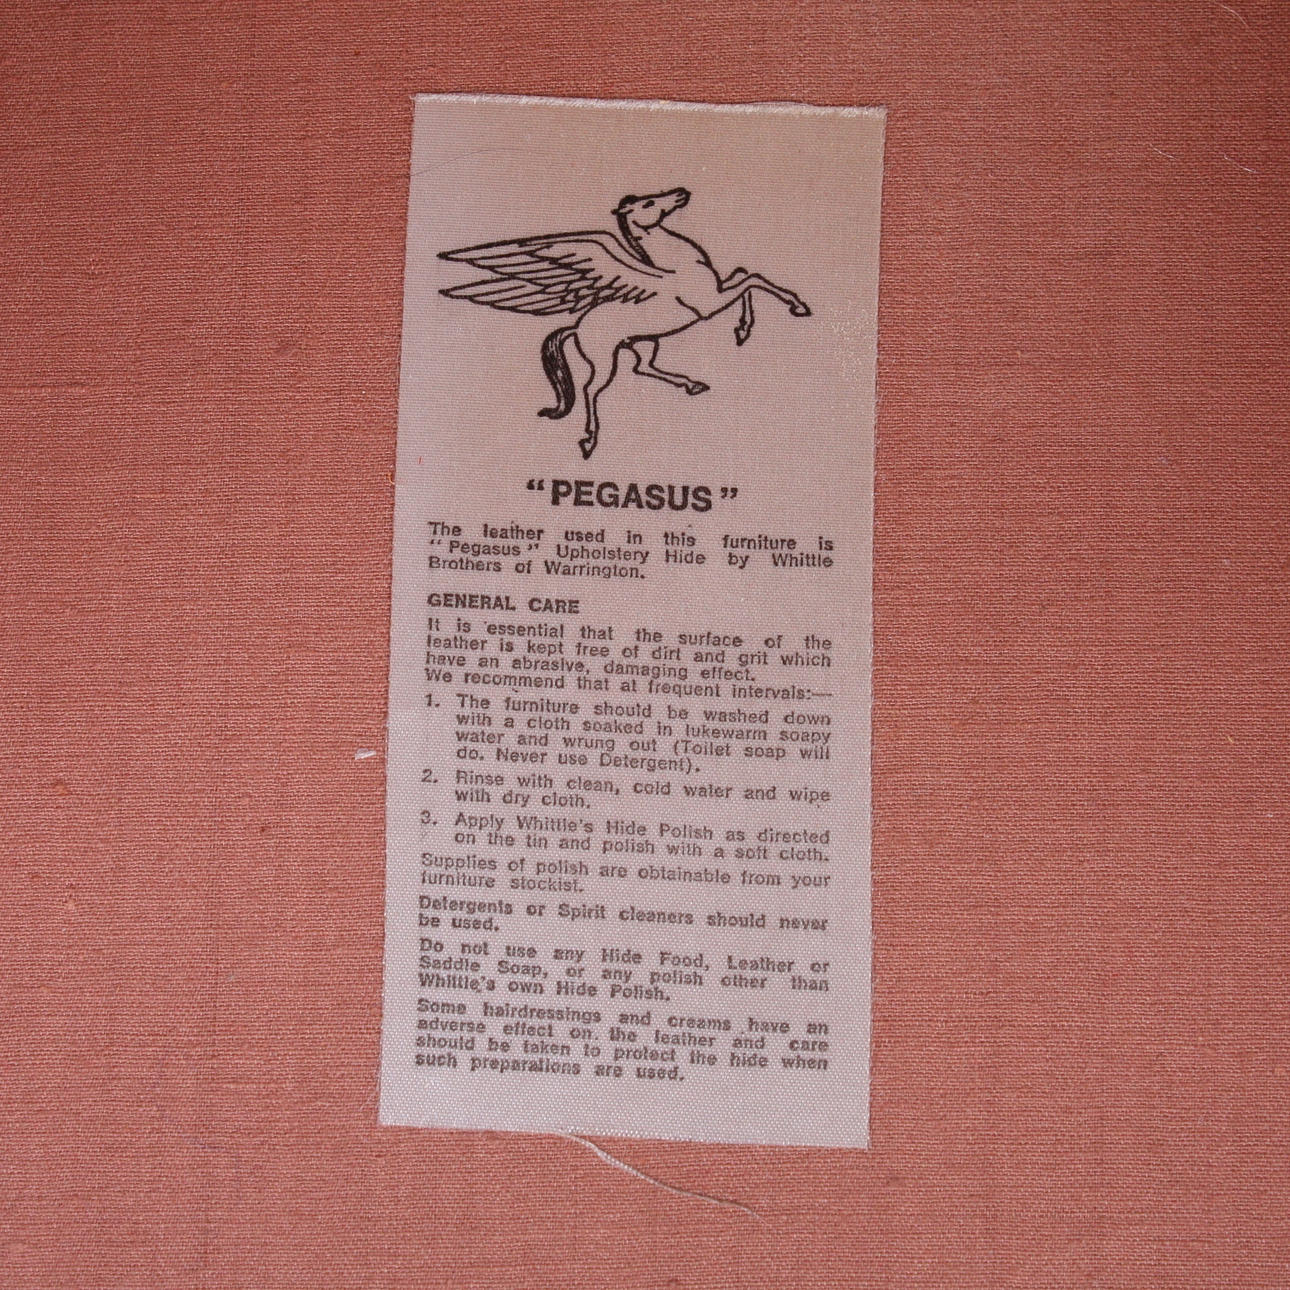 “PEGASUS”
The leather used in this furniture is
“Pegasus” Upholstery Hide by Whittle
Brothers of Warrington.
GENERAL CARE
It is essential that the surface of the
leather is kept free of dirt and grit which
have an abrasive, damaging effect.
We recommend that at frequent intervals:—
1. The furniture should be washed down
with a cloth soaked in lukewarm soapy
water and wrung out (Toilet soap will
do. Never use Detergent).
2. Rinse with clean, cold water and wipe
with dry cloth.
3. Apply Whittle's Hide Polish as directed
on the tin and polish with a soft cloth.
Supplies of polish are obtainable from your
furniture stockist.
Detergents or Spirit cleaners should never
be used.
Do not use any Hide Food, Leather or
Saddle Soap, or any polish other than
Whittle's own Hide Polish.
Some hairdressings and creams have an
adverse effect on the leather and care
should be taken to protect the hide when
such preparations are used.